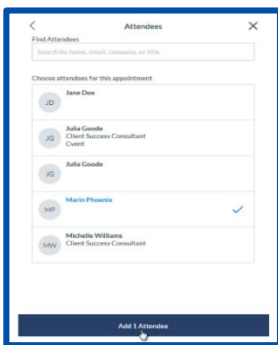 Attendees
Find Attendees
Search by name, email, company, or title
Choose attendees for this appointment
JD
Jane Doe
JG
Julia Goode
Client Success Consultant
Cvent
JG
Julia Goode
MP
Marin Phoenix
MW
Michelle Williams
Client Success Consultant
Add 1 Attendee